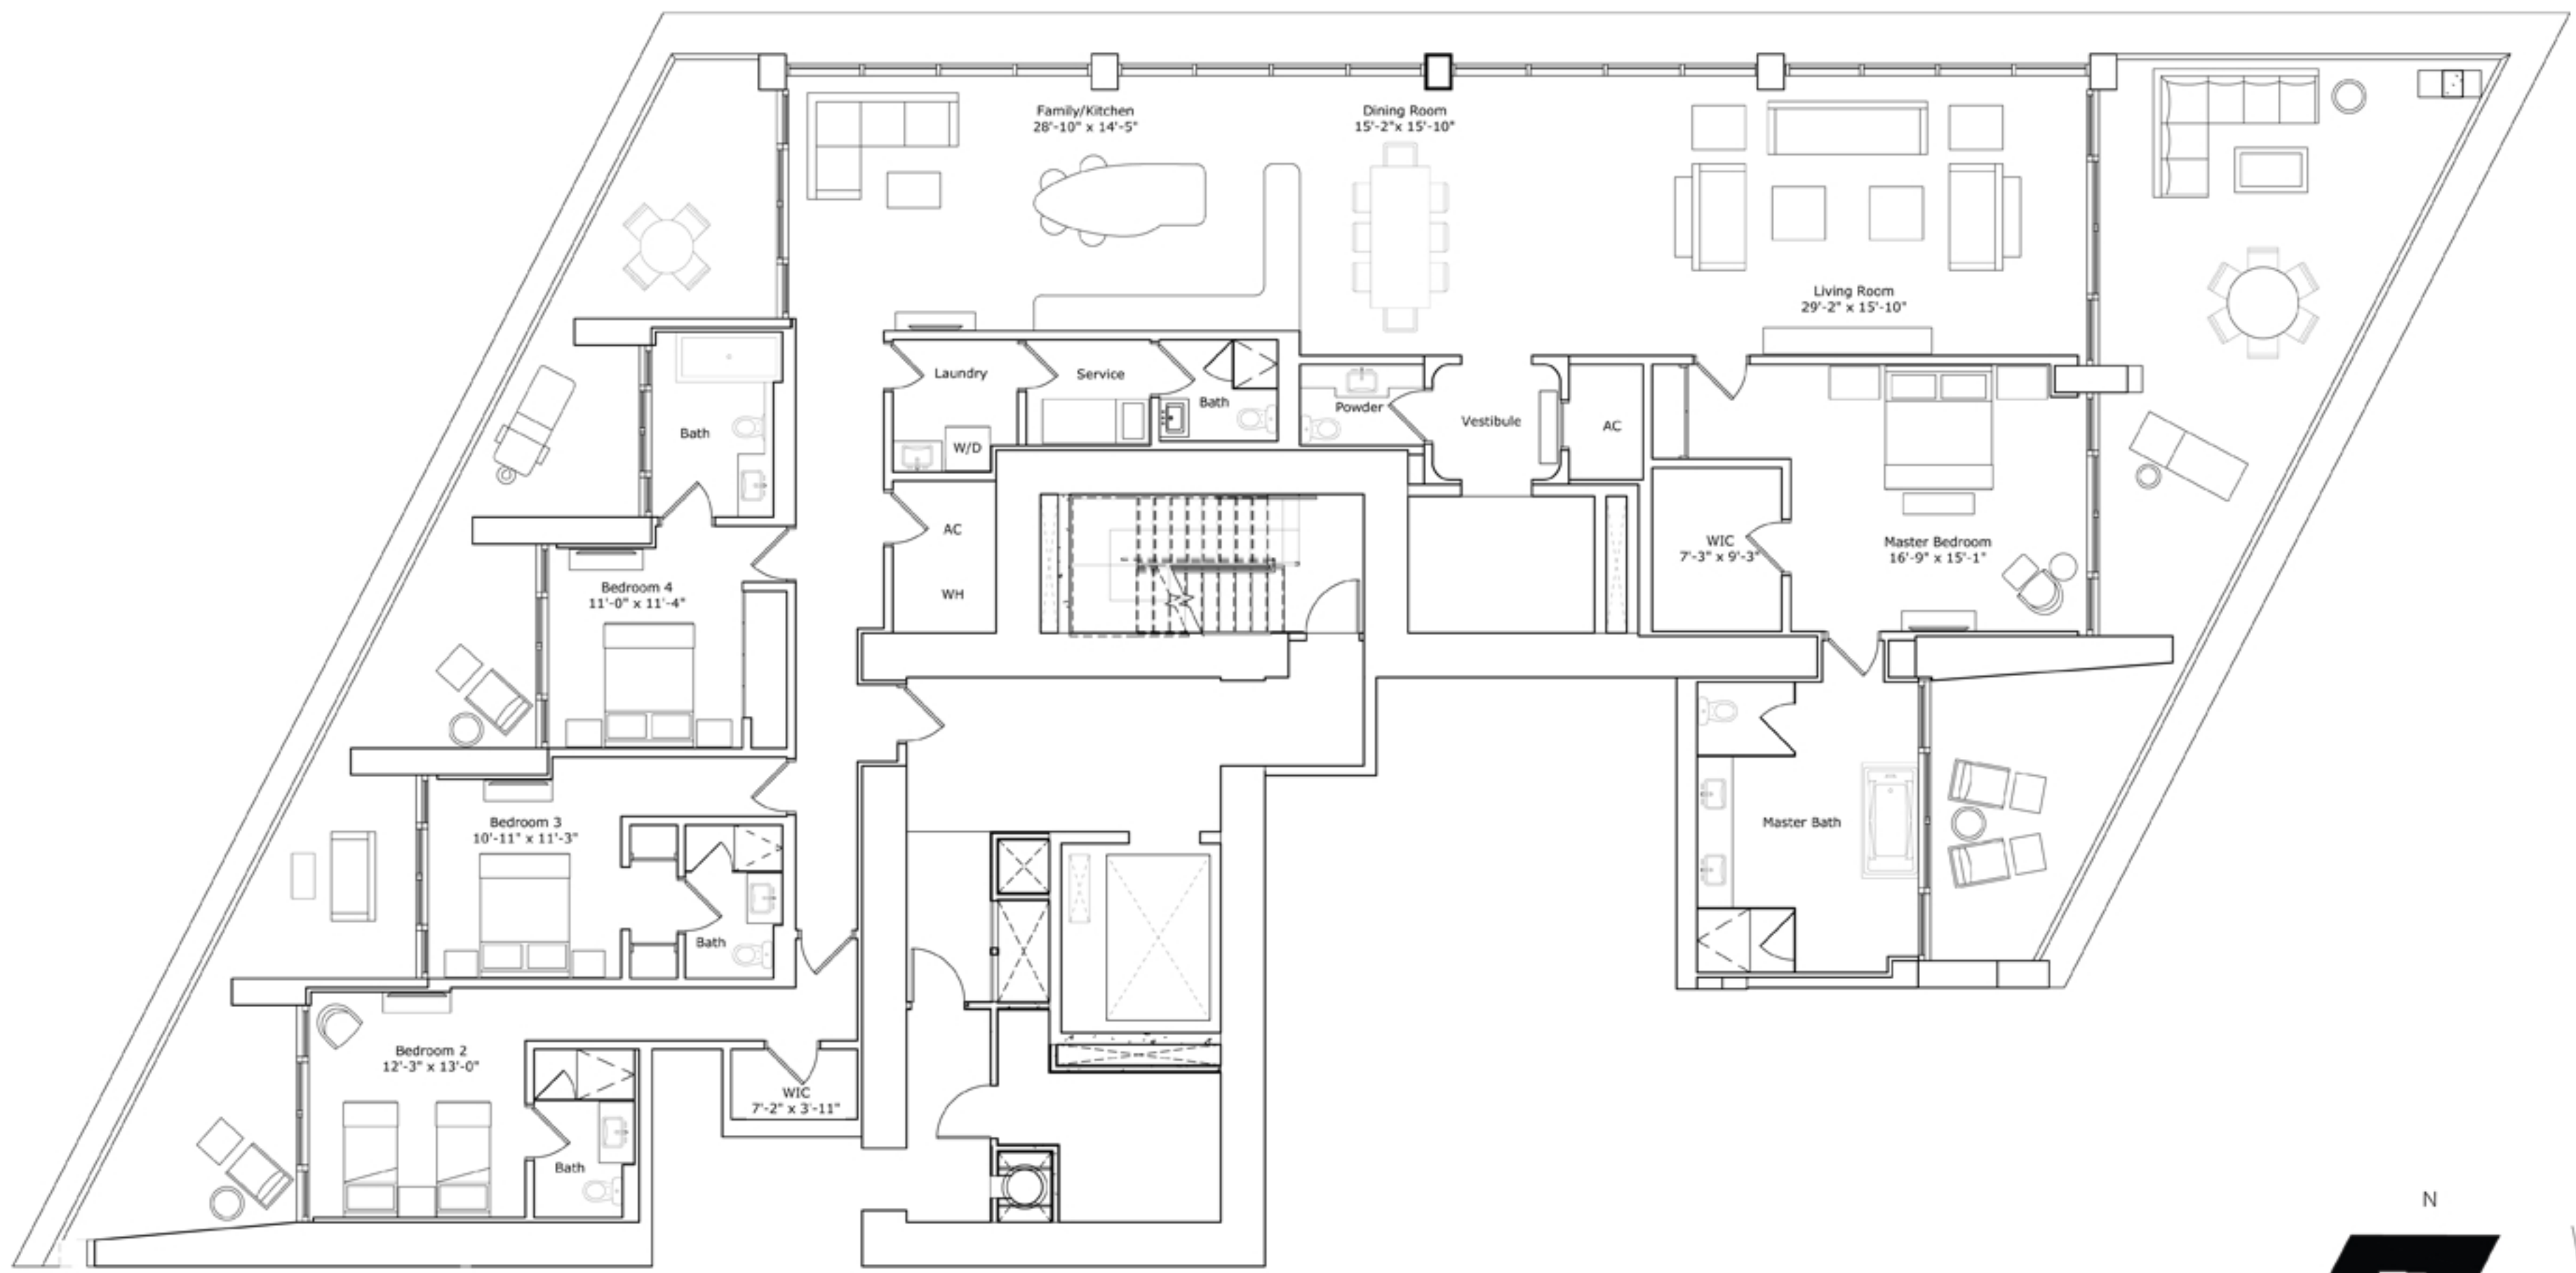 Family/Kitchen
28'-10" x 14'-5"
Dining Room
15'-2"x 15'-10"
Living Room
29'-2" x 15'-10"
Laundry
Service
Bath
W/D
Powder
Vestibule
AC
Bath
AC
WH
WIC
7'-3" x 9'-3"
Master Bedroom
16'-9" x 15'-1"
Bedroom 4
11'-0" x 11'-4"
Bedroom 3
10'-11" x 11'-3"
Bath
Master Bath
Bedroom 2
12'-3" x 13'-0"
WIC
7'-2" x 3'-11"
Bath
N